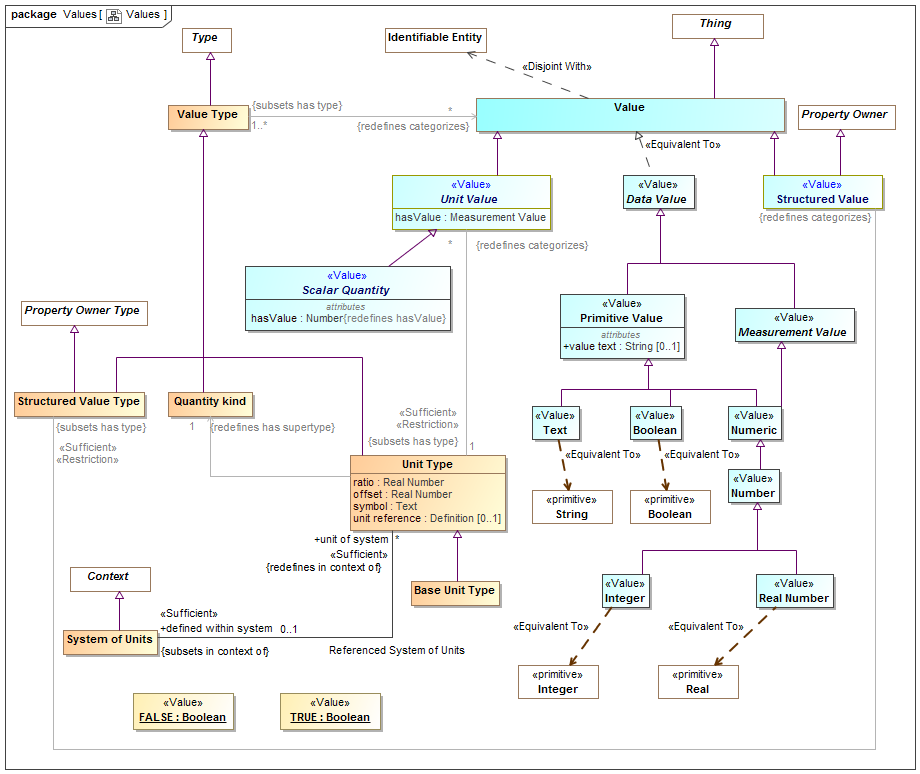 package Values [ Values ]
Type
Identifiable Entity
Thing
«Disjoint With»
Value Type
{subsets has type}
1..*
*
{redefines categorizes}
Value
Property Owner
«Equivalent To»
«Value»
Unit Value
hasValue : Measurement Value
«Value»
Data Value
«Value»
Structured Value
{redefines categorizes}
*
{redefines categorizes}
«Value»
Scalar Quantity
attributes
hasValue : Number{redefines hasValue}
Property Owner Type
«Value»
Primitive Value
attributes
+value text : String [0..1]
«Value»
Measurement Value
Structured Value Type
{subsets has type}
«Sufficient»
«Restriction»
Quantity kind
1
{redefines has supertype}
«Sufficient»
«Restriction»
{subsets has type}
1
«Value»
Text
«Value»
Boolean
«Value»
Numeric
«Equivalent To»
«Equivalent To»
Unit Type
ratio : Real Number
offset : Real Number
symbol : Text
unit reference : Definition [0..1]
«Value»
Number
«primitive»
String
«primitive»
Boolean
+unit of system
*
«Sufficient»
{redefines in context of}
Context
Base Unit Type
«Value»
Integer
«Value»
Real Number
«Sufficient»
+defined within system
0..1
System of Units
{subsets in context of}
Referenced System of Units
«Equivalent To»
«Equivalent To»
«primitive»
Integer
«primitive»
Real
«Value»
FALSE : Boolean
«Value»
TRUE : Boolean